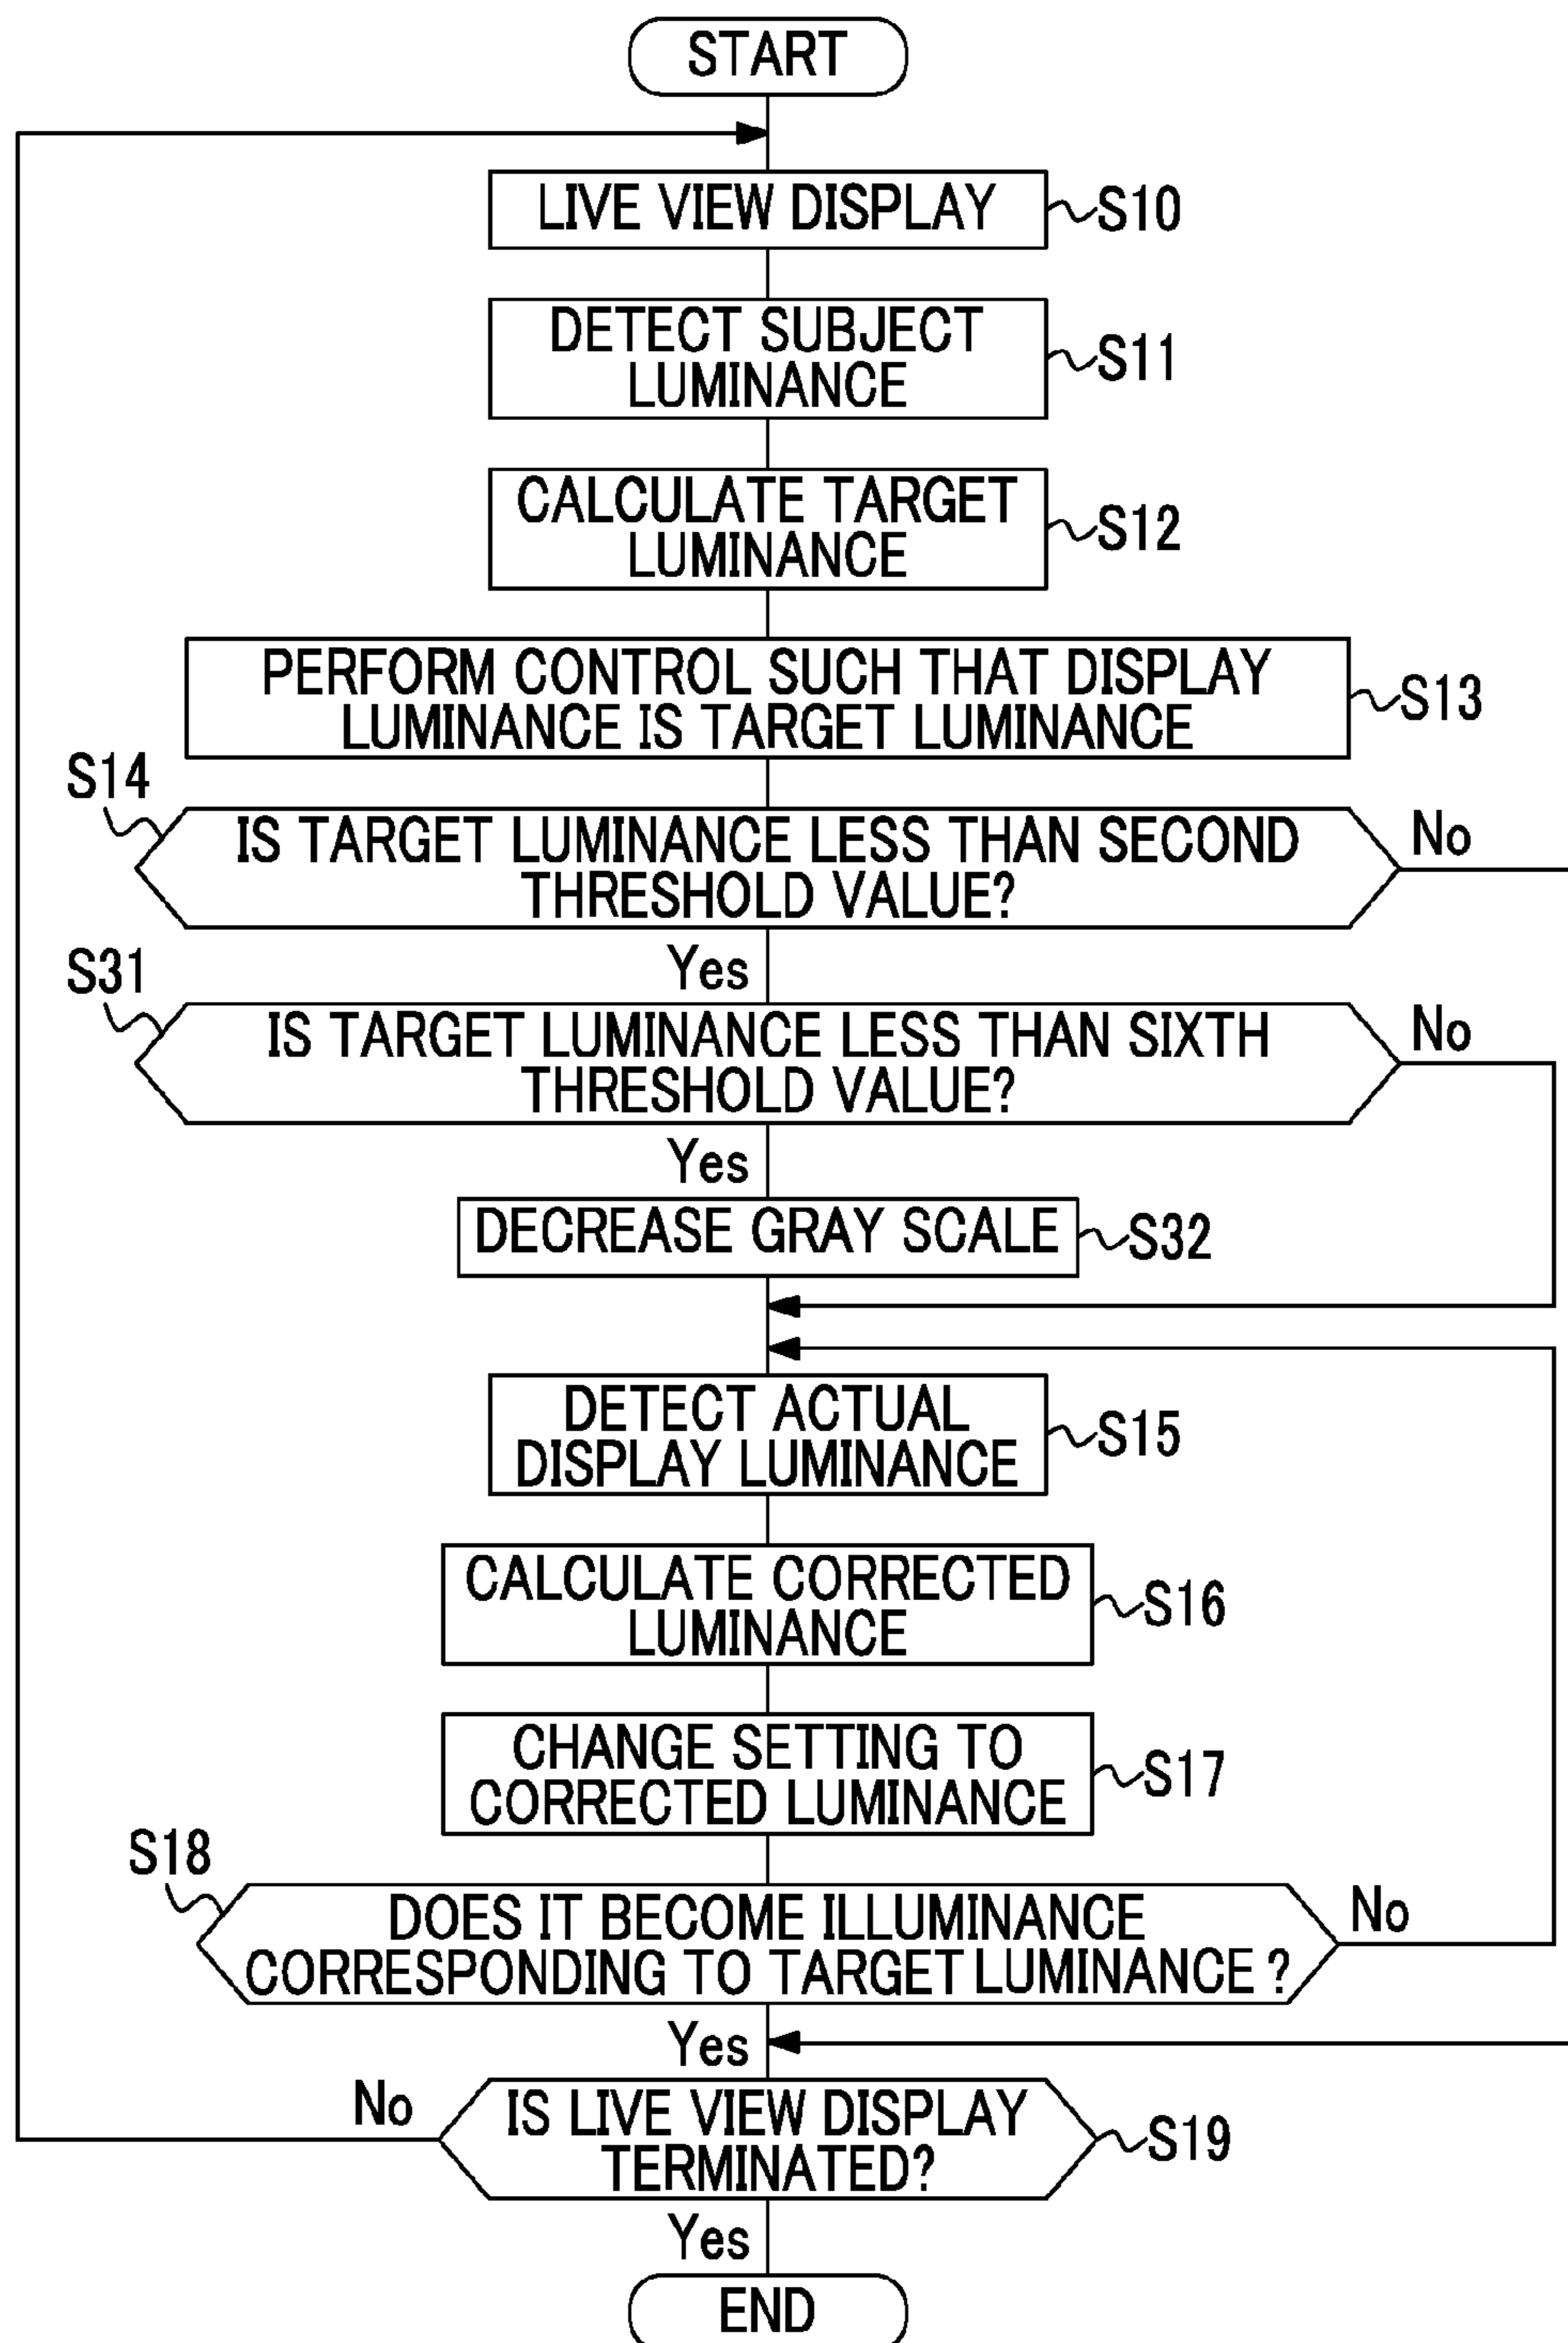 START
LIVE VIEW DISPLAY
S10
DETECT SUBJECT
LUMINANCE
S11
CALCULATE TARGET
LUMINANCE
S12
PERFORM CONTROL SUCH THAT DISPLAY
LUMINANCE IS TARGET LUMINANCE
S13
S14
IS TARGET LUMINANCE LESS THAN SECOND
THRESHOLD VALUE?
No
Yes
S31
IS TARGET LUMINANCE LESS THAN SIXTH
THRESHOLD VALUE?
No
Yes
DECREASE GRAY SCALE
S32
DETECT ACTUAL
DISPLAY LUMINANCE
S15
CALCULATE CORRECTED
LUMINANCE
S16
CHANGE SETTING TO
CORRECTED LUMINANCE
S17
S18
DOES IT BECOME ILLUMINANCE
CORRESPONDING TO TARGET LUMINANCE ?
No
Yes
No
IS LIVE VIEW DISPLAY
TERMINATED?
S19
Yes
END